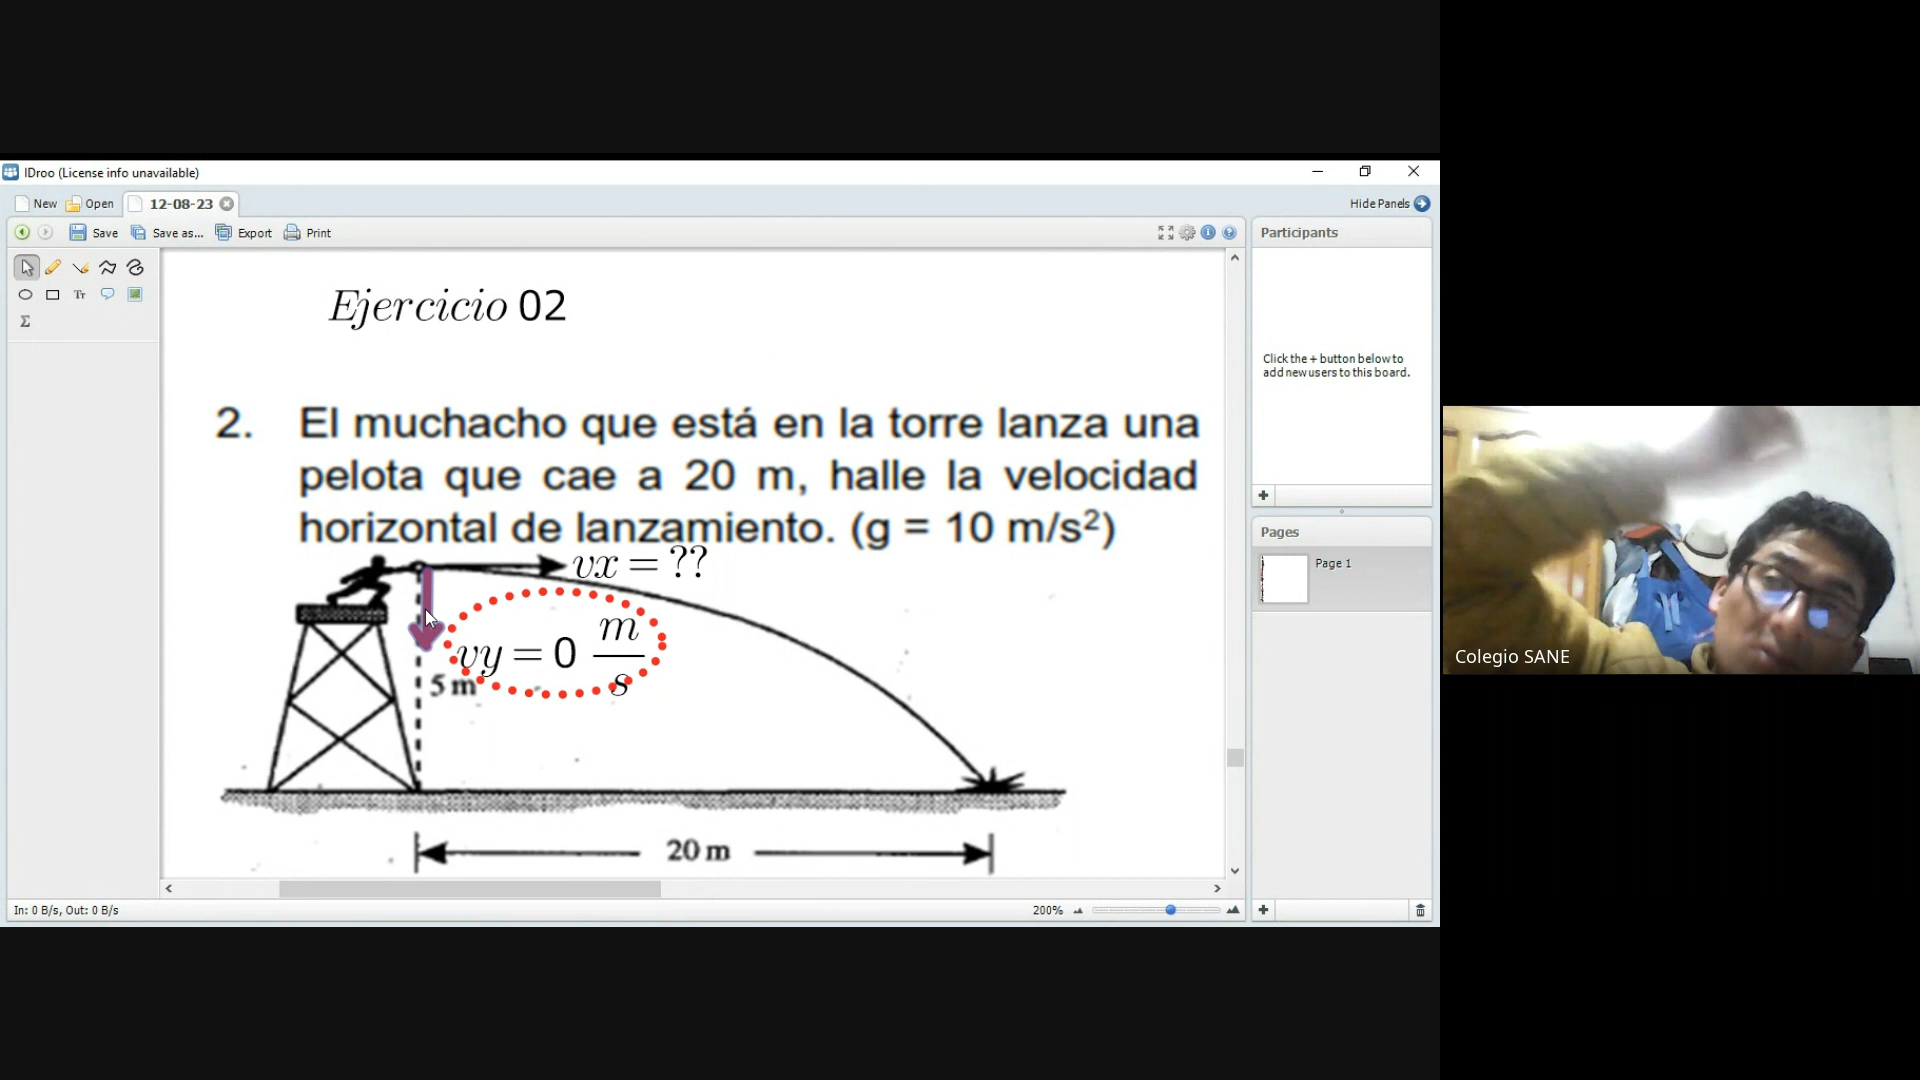 IDroo (License info unavailable)
New Open 12-08-23 Hide Panels
Save Save as... Export Print
Participants
Ejercicio 02
Click the + button below to
add new users to this board.
2. El muchacho que está en la torre lanza una
pelota que cae a 20 m, halle la velocidad
horizontal de lanzamiento. (g = 10 m/s²)
vx = ??
vy = 0 m/s
5 m
20 m
Pages
Page 1
In: 0 B/s, Out: 0 B/s
200%
Colegio SANE